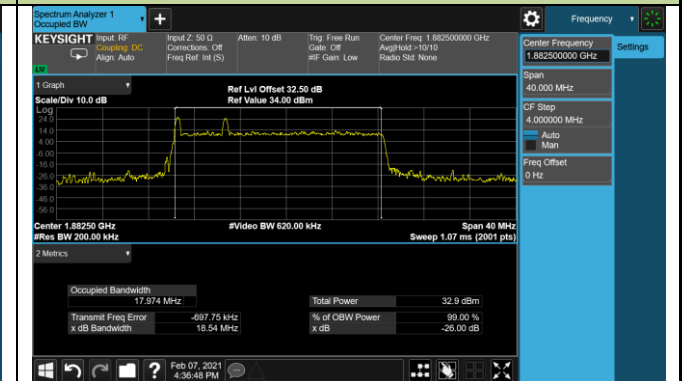 Spectrum Analyzer 1
Occupied BW
+
Frequency
KEYSIGHT Input: RF
Coupling: DC
Align: Auto
Input Z: 50 Ω
Corrections: Off
Freq Ref: Int (S)
Atten: 10 dB
Trig: Free Run
Gate: Off
#IF Gain: Low
Center Freq: 1.882500000 GHz
Avg|Hold:>10/10
Radio Std: None
LXI
Center Frequency
1.882500000 GHz
Settings
Span
40.000 MHz
CF Step
4.000000 MHz
Auto
Man
Freq Offset
0 Hz
1 Graph
Scale/Div 10.0 dB
Ref Lvl Offset 32.50 dB
Ref Value 34.00 dBm
Log
24.0
14.0
4.00
-6.00
-16.0
-26.0
-36.0
-46.0
-56.0
Center 1.88250 GHz
#Res BW 200.00 kHz
#Video BW 620.00 kHz
Span 40 MHz
Sweep 1.07 ms (2001 pts)
2 Metrics
Occupied Bandwidth
17.974 MHz
Transmit Freq Error -697.75 kHz
x dB Bandwidth 18.54 MHz
Total Power 32.9 dBm
% of OBW Power 99.00 %
x dB -26.00 dB
?
Feb 07, 2021
4:36:48 PM